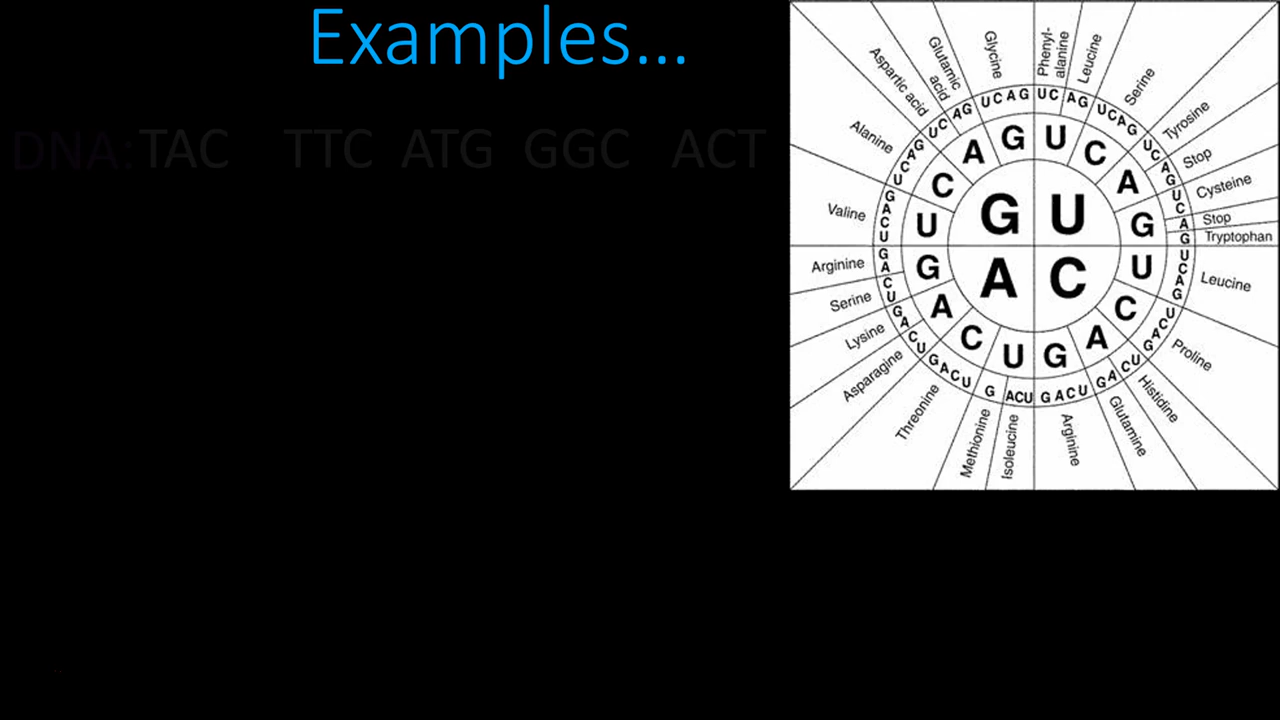 Examples...
DNA: TAC TTC ATG GGC ACT
Aspartic acid
Glutamic acid
Glycine
Phenyl-
alanine
Leucine
Serine
Tyrosine
Stop
Cysteine
Stop
Tryptophan
Leucine
Proline
Histidine
Glutamine
Arginine
Isoleucine
Methionine
Threonine
Asparagine
Lysine
Serine
Arginine
Valine
Alanine
U C A G U C A G U C A G U C A G
U C A G U C A G U C A G U C A G
U C A G U C A G U C A G U C A G
U C A G U C A G U C A G U C A G
G U C A G U C A G
U C A G U C A G
G U
A C